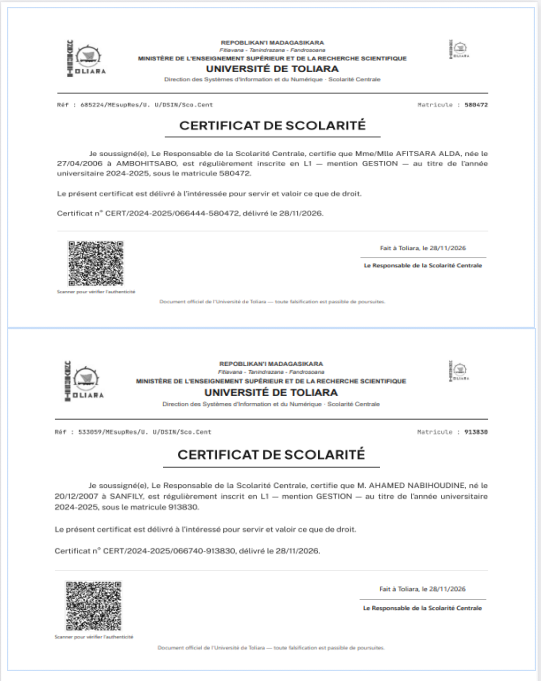 REPOBLIKAN'I MADAGASIKARA
Fitiavana - Tanindrazana - Fandrosoana
MINISTÈRE DE L'ENSEIGNEMENT SUPÉRIEUR ET DE LA RECHERCHE SCIENTIFIQUE
UNIVERSITÉ DE TOLIARA
Direction des Systèmes d'Information et du Numérique · Scolarité Centrale
OLIARA
Réf : 685224/MEsupRes/U. U/DSIN/Sco.Cent
Matricule : 580472
CERTIFICAT DE SCOLARITÉ
Je soussigné(e), Le Responsable de la Scolarité Centrale, certifie que Mme/Mlle AFITSARA ALDA, née le
27/04/2006 à AMBOHITSABO, est régulièrement inscrite en L1 — mention GESTION — au titre de l'année
universitaire 2024-2025, sous le matricule 580472.
Le présent certificat est délivré à l'intéressée pour servir et valoir ce que de droit.
Certificat n° CERT/2024-2025/066444-580472, délivré le 28/11/2026.
Fait à Toliara, le 28/11/2026
Le Responsable de la Scolarité Centrale
Scanner pour vérifier l'authenticité
Document officiel de l'Université de Toliara — toute falsification est passible de poursuites.
REPOBLIKAN'I MADAGASIKARA
Fitiavana - Tanindrazana - Fandrosoana
MINISTÈRE DE L'ENSEIGNEMENT SUPÉRIEUR ET DE LA RECHERCHE SCIENTIFIQUE
UNIVERSITÉ DE TOLIARA
Direction des Systèmes d'Information et du Numérique · Scolarité Centrale
OLIARA
Réf : 533059/MEsupRes/U. U/DSIN/Sco.Cent
Matricule : 913830
CERTIFICAT DE SCOLARITÉ
Je soussigné(e), Le Responsable de la Scolarité Centrale, certifie que M. AHAMED NABIHOUDINE, né le
20/12/2007 à SANFILY, est régulièrement inscrit en L1 — mention GESTION — au titre de l'année universitaire
2024-2025, sous le matricule 913830.
Le présent certificat est délivré à l'intéressé pour servir et valoir ce que de droit.
Certificat n° CERT/2024-2025/066740-913830, délivré le 28/11/2026.
Fait à Toliara, le 28/11/2026
Le Responsable de la Scolarité Centrale
Scanner pour vérifier l'authenticité
Document officiel de l'Université de Toliara — toute falsification est passible de poursuites.